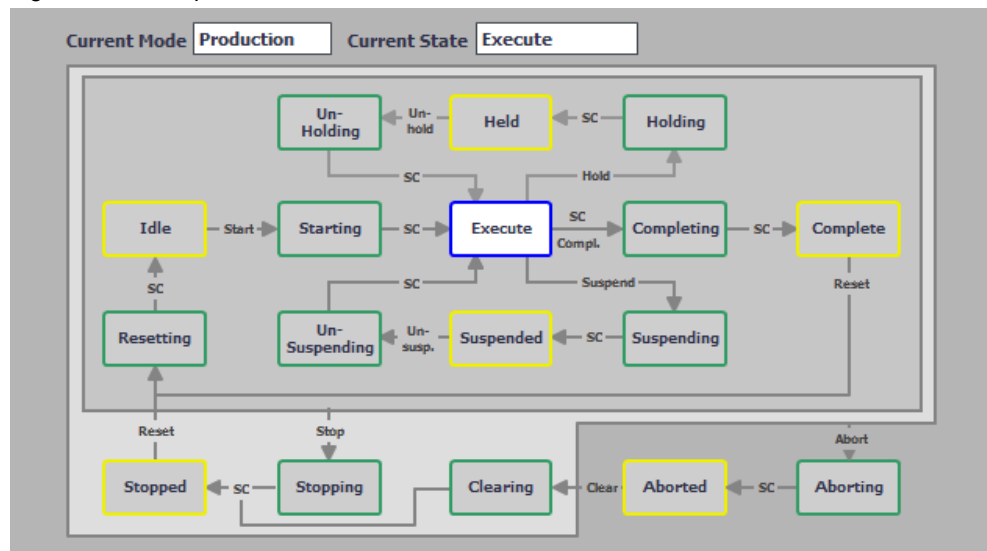 Current Mode Production Current State Execute
Un-
Holding
Un-
hold
Held
SC
Holding
SC
Hold
Idle
Start
Starting
SC
Execute
SC
Compl.
Completing
SC
Complete
SC
SC
Suspend
Reset
Resetting
Un-
Suspending
Un-
susp.
Suspended
SC
Suspending
Reset
Stop
Abort
Stopped
SC
Stopping
Clearing
Clear
Aborted
SC
Aborting